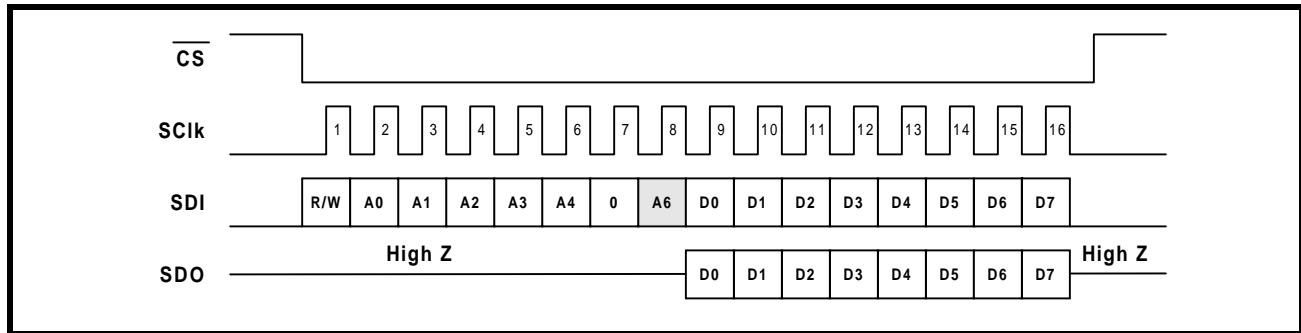 CS
SClk 1 2 3 4 5 6 7 8 9 10 11 12 13 14 15 16
SDI R/W A0 A1 A2 A3 A4 0 A6 D0 D1 D2 D3 D4 D5 D6 D7
High Z High Z
SDO D0 D1 D2 D3 D4 D5 D6 D7